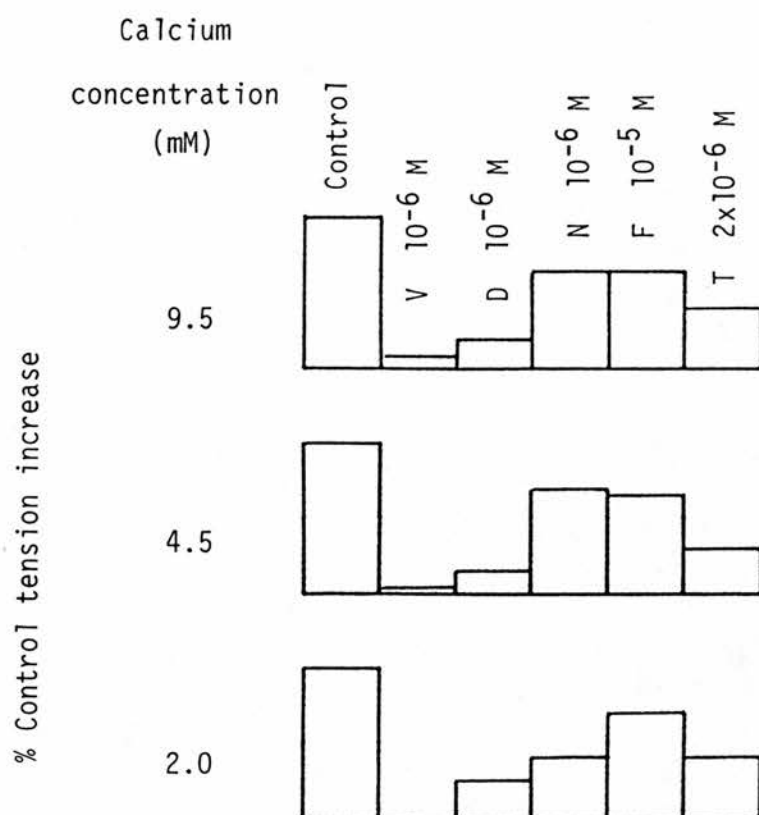 Calcium
concentration
(mM)
Control
V 10⁻⁶ M
D 10⁻⁶ M
N 10⁻⁶ M
F 10⁻⁵ M
T 2x10⁻⁶ M
9.5
4.5
2.0
% Control tension increase